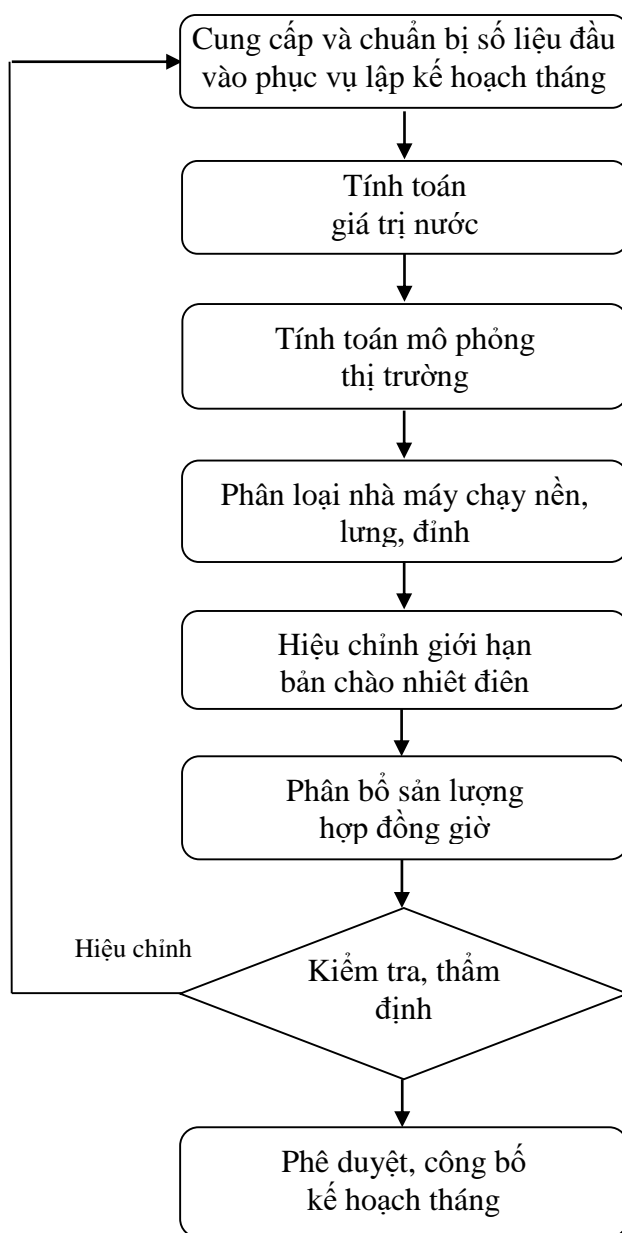 Cung cấp và chuẩn bị số liệu đầu
vào phục vụ lập kế hoạch tháng
Tính toán
giá trị nước
Tính toán mô phỏng
thị trường
Phân loại nhà máy chạy nền,
lưng, đỉnh
Hiệu chỉnh giới hạn
bản chào nhiêt điên
Phân bổ sản lượng
hợp đồng giờ
Hiệu chỉnh
Kiểm tra, thẩm
định
Phê duyệt, công bố
kế hoạch tháng